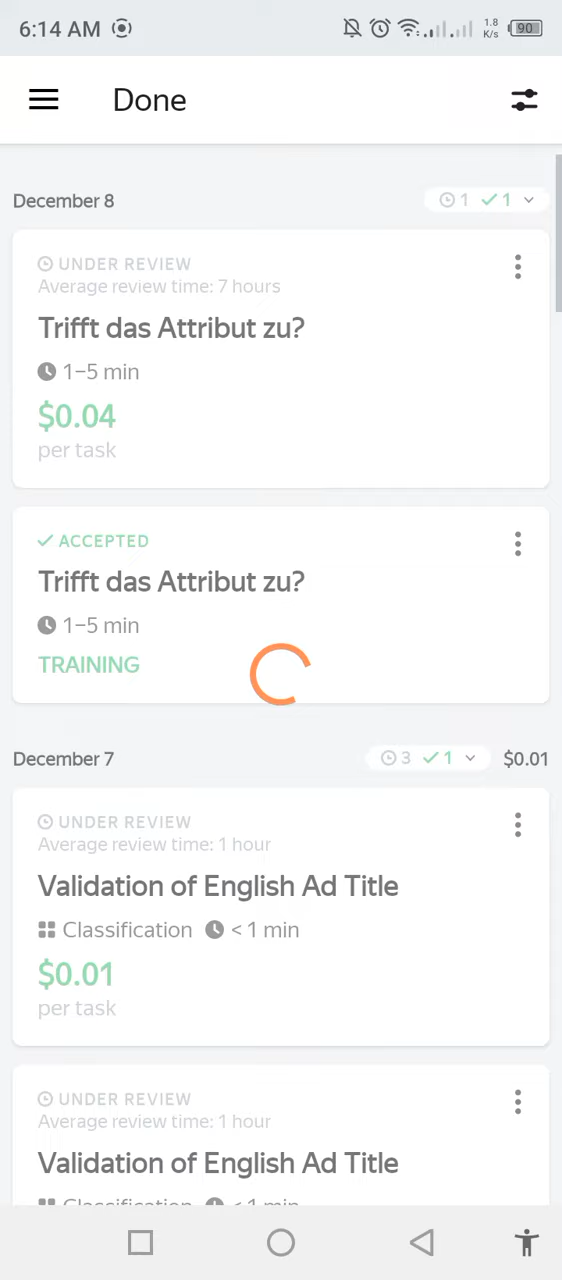 6:14 AM 1.8 K/s 90
Done
December 8 1 1
UNDER REVIEW
Average review time: 7 hours
Trifft das Attribut zu?
1–5 min
$0.04
per task
ACCEPTED
Trifft das Attribut zu?
1–5 min
TRAINING
December 7 3 1 $0.01
UNDER REVIEW
Average review time: 1 hour
Validation of English Ad Title
Classification < 1 min
$0.01
per task
UNDER REVIEW
Average review time: 1 hour
Validation of English Ad Title
Classification < 1 min